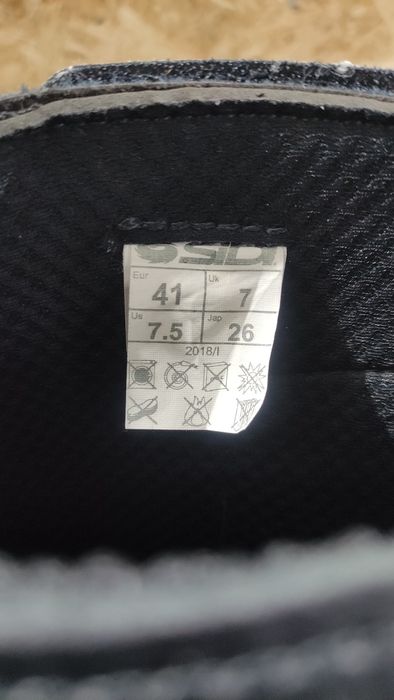 SIDI
Eur Uk
41 7
Us Jap
7.5 26
2018/I